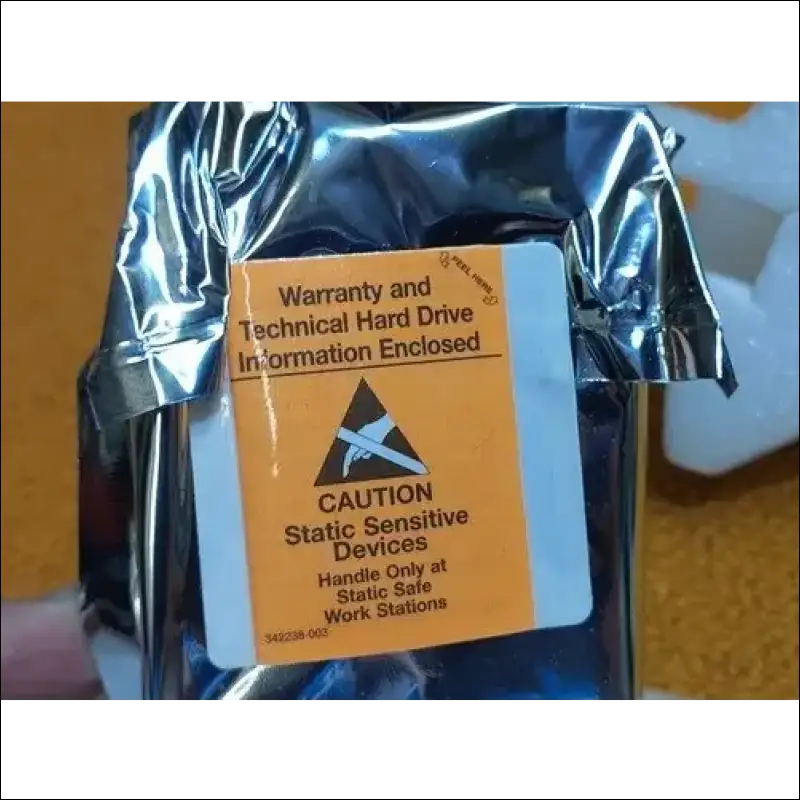 PEEL HERE
Warranty and
Technical Hard Drive
Information Enclosed
CAUTION
Static Sensitive
Devices
Handle Only at
Static Safe
Work Stations
342238-003